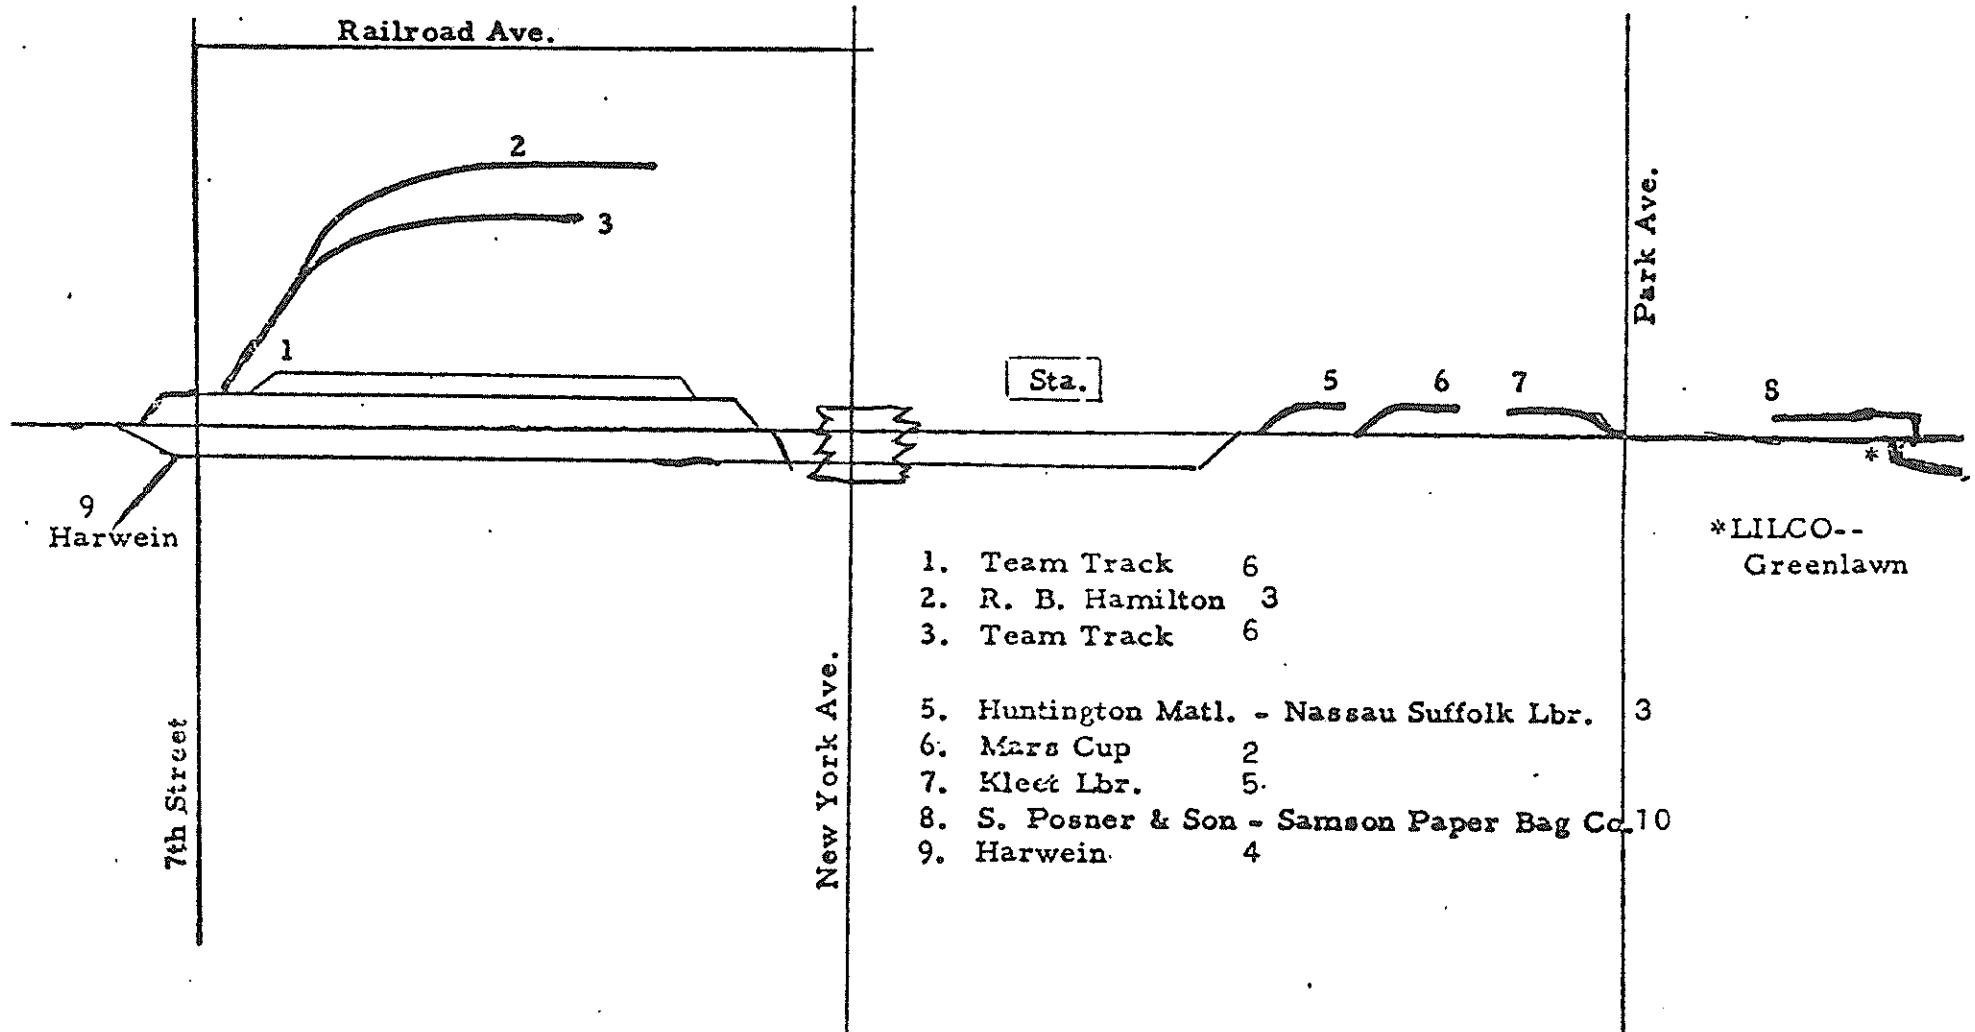 Railroad Ave.
2
3
Park Ave.
1
Sta.
5 6 7 8
*
9
Harwein
*LILCO--
Greenlawn
1. Team Track 6
2. R. B. Hamilton 3
3. Team Track 6
5. Huntington Matl. - Nassau Suffolk Lbr. 3
6. Mars Cup 2
7. Kleet Lbr. 5
8. S. Posner & Son - Samson Paper Bag Co. 10
9. Harwein 4
7th Street
New York Ave.